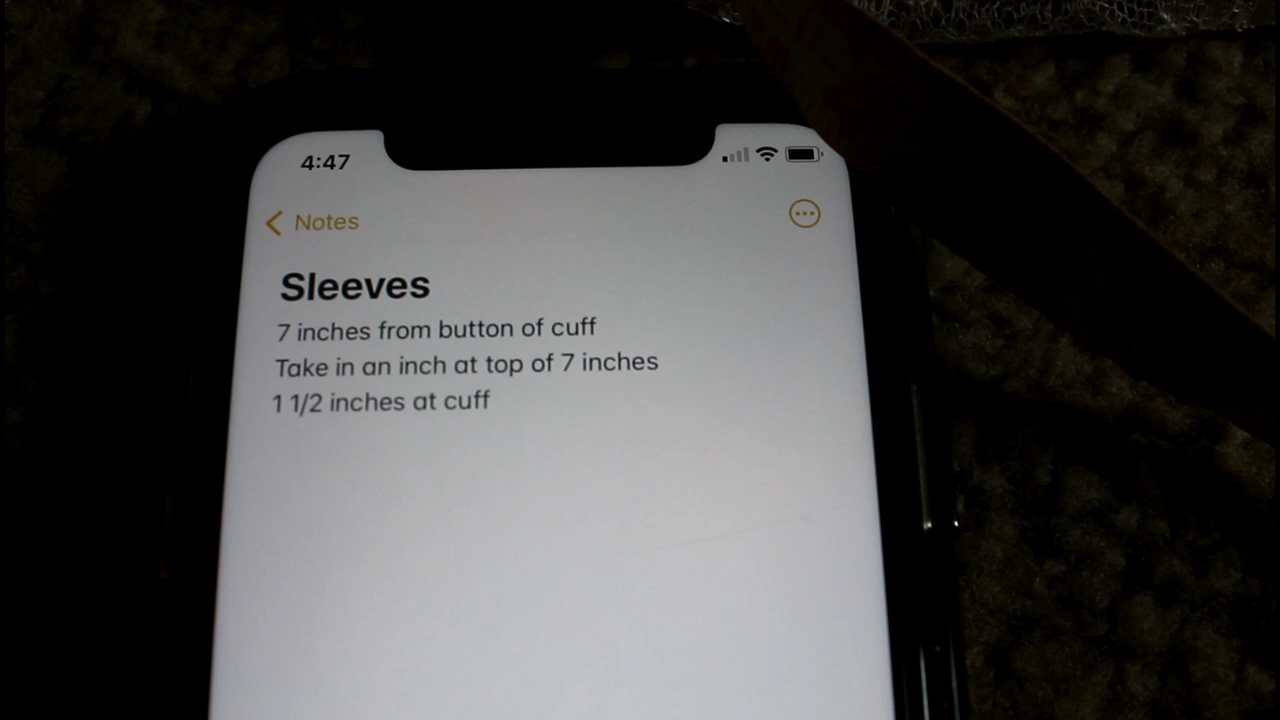 4:47
Notes
Sleeves
7 inches from button of cuff
Take in an inch at top of 7 inches
1 1/2 inches at cuff